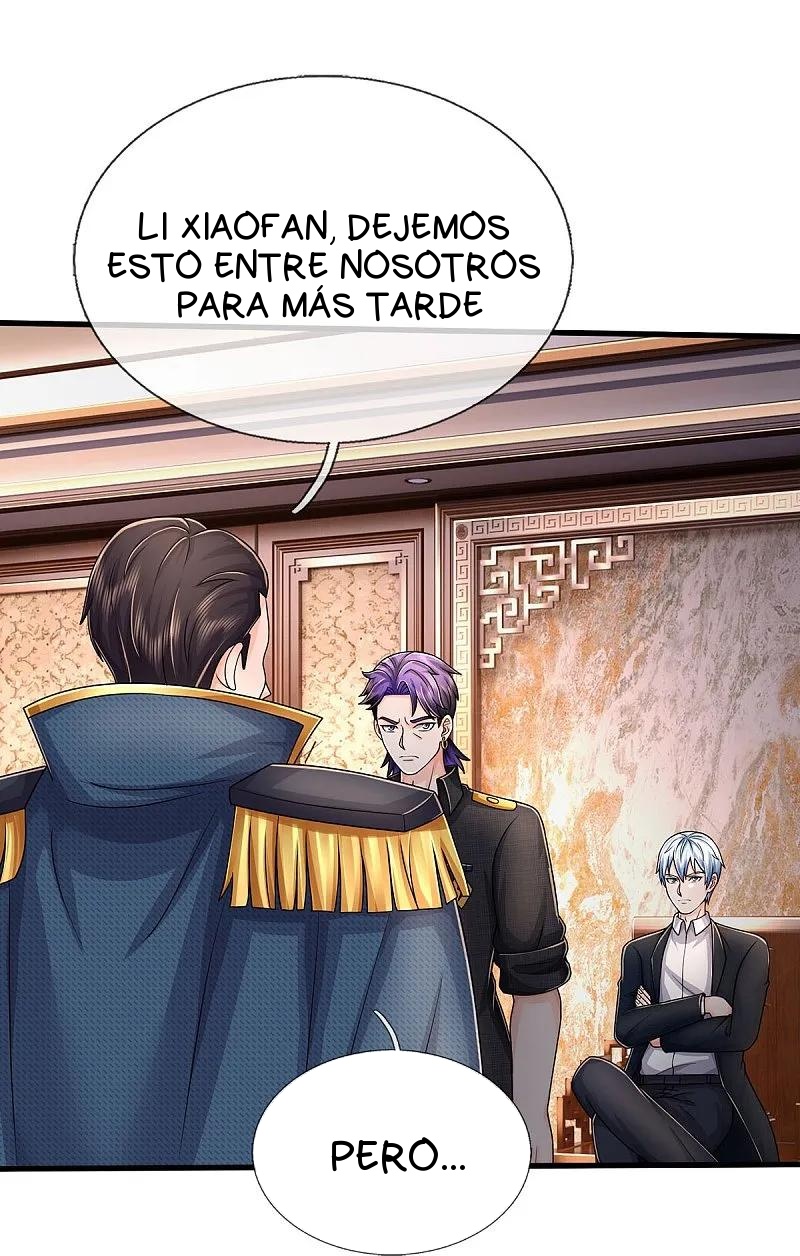 LI XIAOFAN, DEJEMOS
ESTO ENTRE NOSOTROS
PARA MÁS TARDE
PERO...